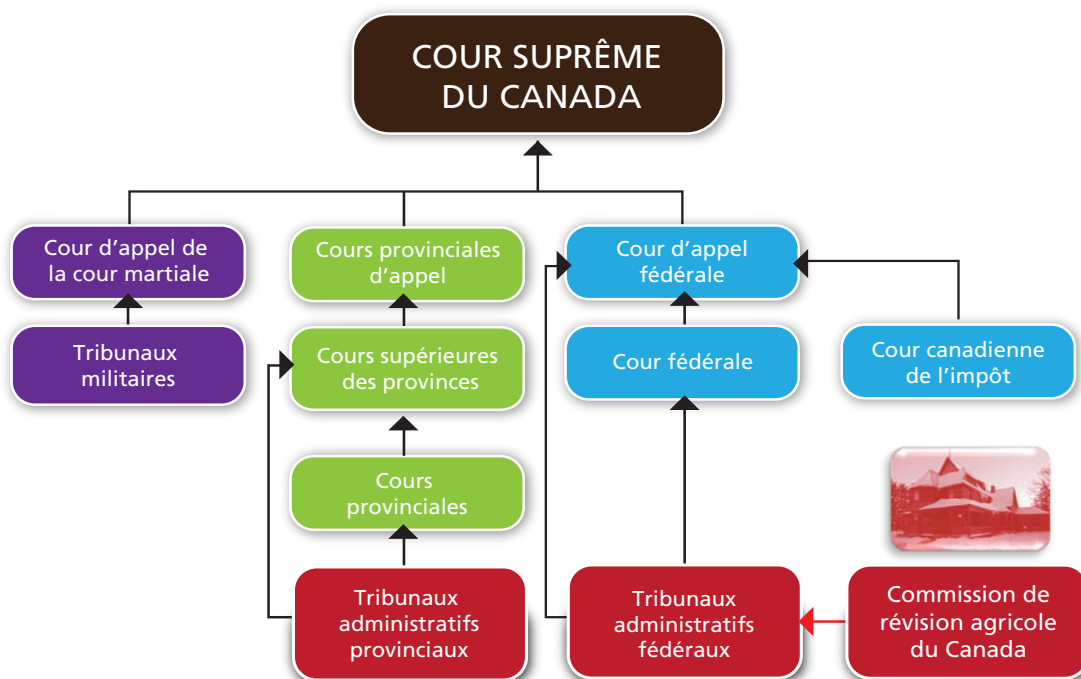 COUR SUPRÊME
DU CANADA
Cour d’appel de
la cour martiale
Cours provinciales
d’appel
Cour d’appel
fédérale
Tribunaux
militaires
Cours supérieures
des provinces
Cour fédérale
Cour canadienne
de l’impôt
Cours
provinciales
Tribunaux
administratifs
provinciaux
Tribunaux
administratifs
fédéraux
Commission de
révision agricole
du Canada